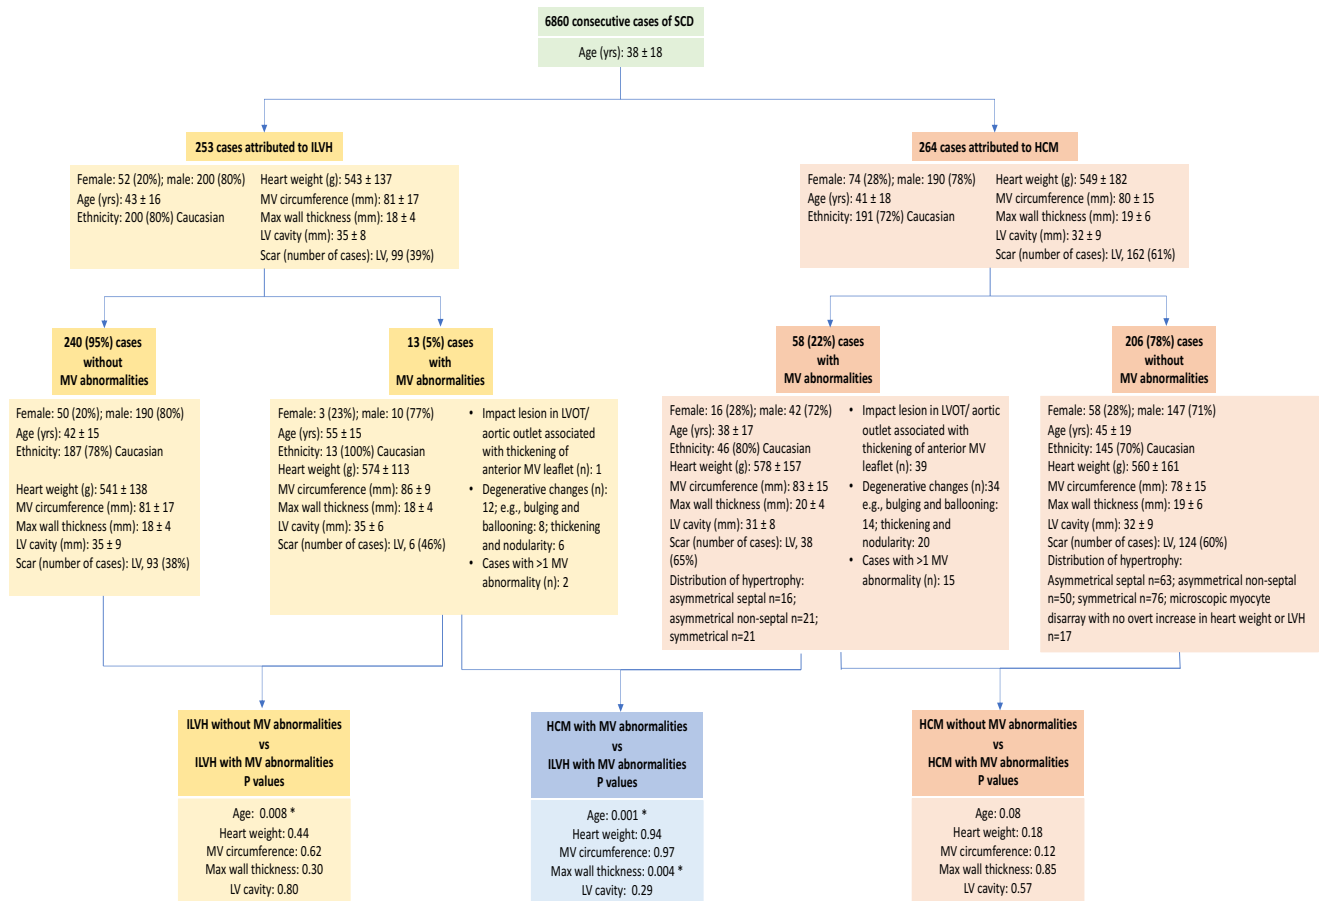 6860 consecutive cases of SCD
Age (yrs): 38 ± 18
253 cases attributed to ILVH
Female: 52 (20%); male: 200 (80%)
Age (yrs): 43 ± 16
Ethnicity: 200 (80%) Caucasian
Heart weight (g): 543 ± 137
MV circumference (mm): 81 ± 17
Max wall thickness (mm): 18 ± 4
LV cavity (mm): 35 ± 8
Scar (number of cases): LV, 99 (39%)
264 cases attributed to HCM
Female: 74 (28%); male: 190 (78%)
Age (yrs): 41 ± 18
Ethnicity: 191 (72%) Caucasian
Heart weight (g): 549 ± 182
MV circumference (mm): 80 ± 15
Max wall thickness (mm): 19 ± 6
LV cavity (mm): 32 ± 9
Scar (number of cases): LV, 162 (61%)
240 (95%) cases
without
MV abnormalities
Female: 50 (20%); male: 190 (80%)
Age (yrs): 42 ± 15
Ethnicity: 187 (78%) Caucasian
Heart weight (g): 541 ± 138
MV circumference (mm): 81 ± 17
Max wall thickness (mm): 18 ± 4
LV cavity (mm): 35 ± 9
Scar (number of cases): LV, 93 (38%)
13 (5%) cases
with
MV abnormalities
Female: 3 (23%); male: 10 (77%)
Age (yrs): 55 ± 15
Ethnicity: 13 (100%) Caucasian
Heart weight (g): 574 ± 113
MV circumference (mm): 86 ± 9
Max wall thickness (mm): 18 ± 4
LV cavity (mm): 35 ± 6
Scar (number of cases): LV, 6 (46%)
• Impact lesion in LVOT/
aortic outlet associated
with thickening of
anterior MV leaflet (n): 1
• Degenerative changes (n):
12; e.g., bulging and
ballooning: 8; thickening
and nodularity: 6
• Cases with >1 MV
abnormality (n): 2
58 (22%) cases
with
MV abnormalities
Female: 16 (28%); male: 42 (72%)
Age (yrs): 38 ± 17
Ethnicity: 46 (80%) Caucasian
Heart weight (g): 578 ± 157
MV circumference (mm): 83 ± 15
Max wall thickness (mm): 20 ± 4
LV cavity (mm): 31 ± 8
Scar (number of cases): LV, 38
(65%)
Distribution of hypertrophy:
asymmetrical septal n=16;
asymmetrical non-septal n=21;
symmetrical n=21
• Impact lesion in LVOT/ aortic
outlet associated with
thickening of anterior MV
leaflet (n): 39
• Degenerative changes (n):34
e.g., bulging and ballooning:
14; thickening and
nodularity: 20
• Cases with >1 MV
abnormality (n): 15
206 (78%) cases
without
MV abnormalities
Female: 58 (28%); male: 147 (71%)
Age (yrs): 45 ± 19
Ethnicity: 145 (70%) Caucasian
Heart weight (g): 560 ± 161
MV circumference (mm): 78 ± 15
Max wall thickness (mm): 19 ± 6
LV cavity (mm): 32 ± 9
Scar (number of cases): LV, 124 (60%)
Distribution of hypertrophy:
Asymmetrical septal n=63; asymmetrical non-septal
n=50; symmetrical n=76; microscopic myocyte
disarray with no overt increase in heart weight or LVH
n=17
ILVH without MV abnormalities
vs
ILVH with MV abnormalities
P values
Age: 0.008 *
Heart weight: 0.44
MV circumference: 0.62
Max wall thickness: 0.30
LV cavity: 0.80
HCM with MV abnormalities
vs
ILVH with MV abnormalities
P values
Age: 0.001 *
Heart weight: 0.94
MV circumference: 0.97
Max wall thickness: 0.004 *
LV cavity: 0.29
HCM without MV abnormalities
vs
HCM with MV abnormalities
P values
Age: 0.08
Heart weight: 0.18
MV circumference: 0.12
Max wall thickness: 0.85
LV cavity: 0.57